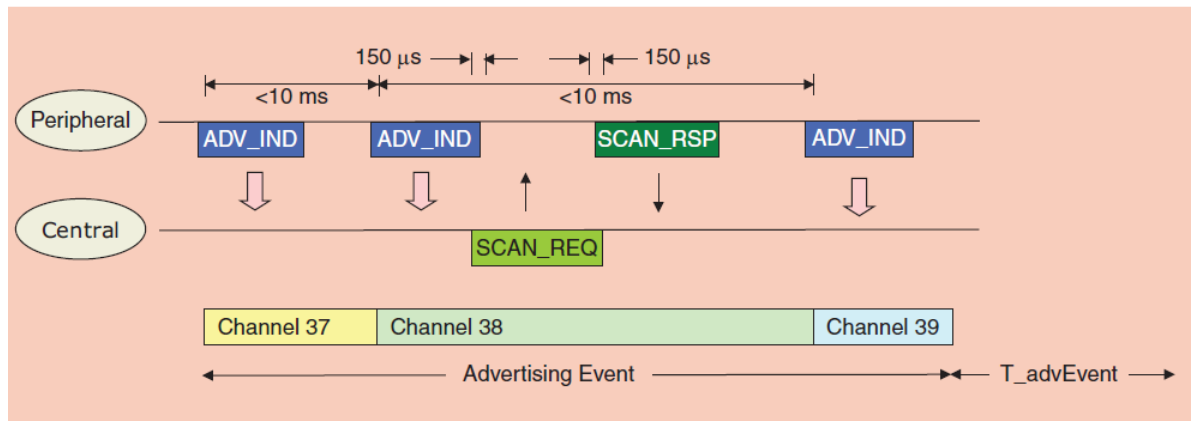 150 μs
150 μs
<10 ms
<10 ms
Peripheral
ADV_IND
ADV_IND
SCAN_RSP
ADV_IND
Central
SCAN_REQ
Channel 37
Channel 38
Channel 39
Advertising Event
T_advEvent